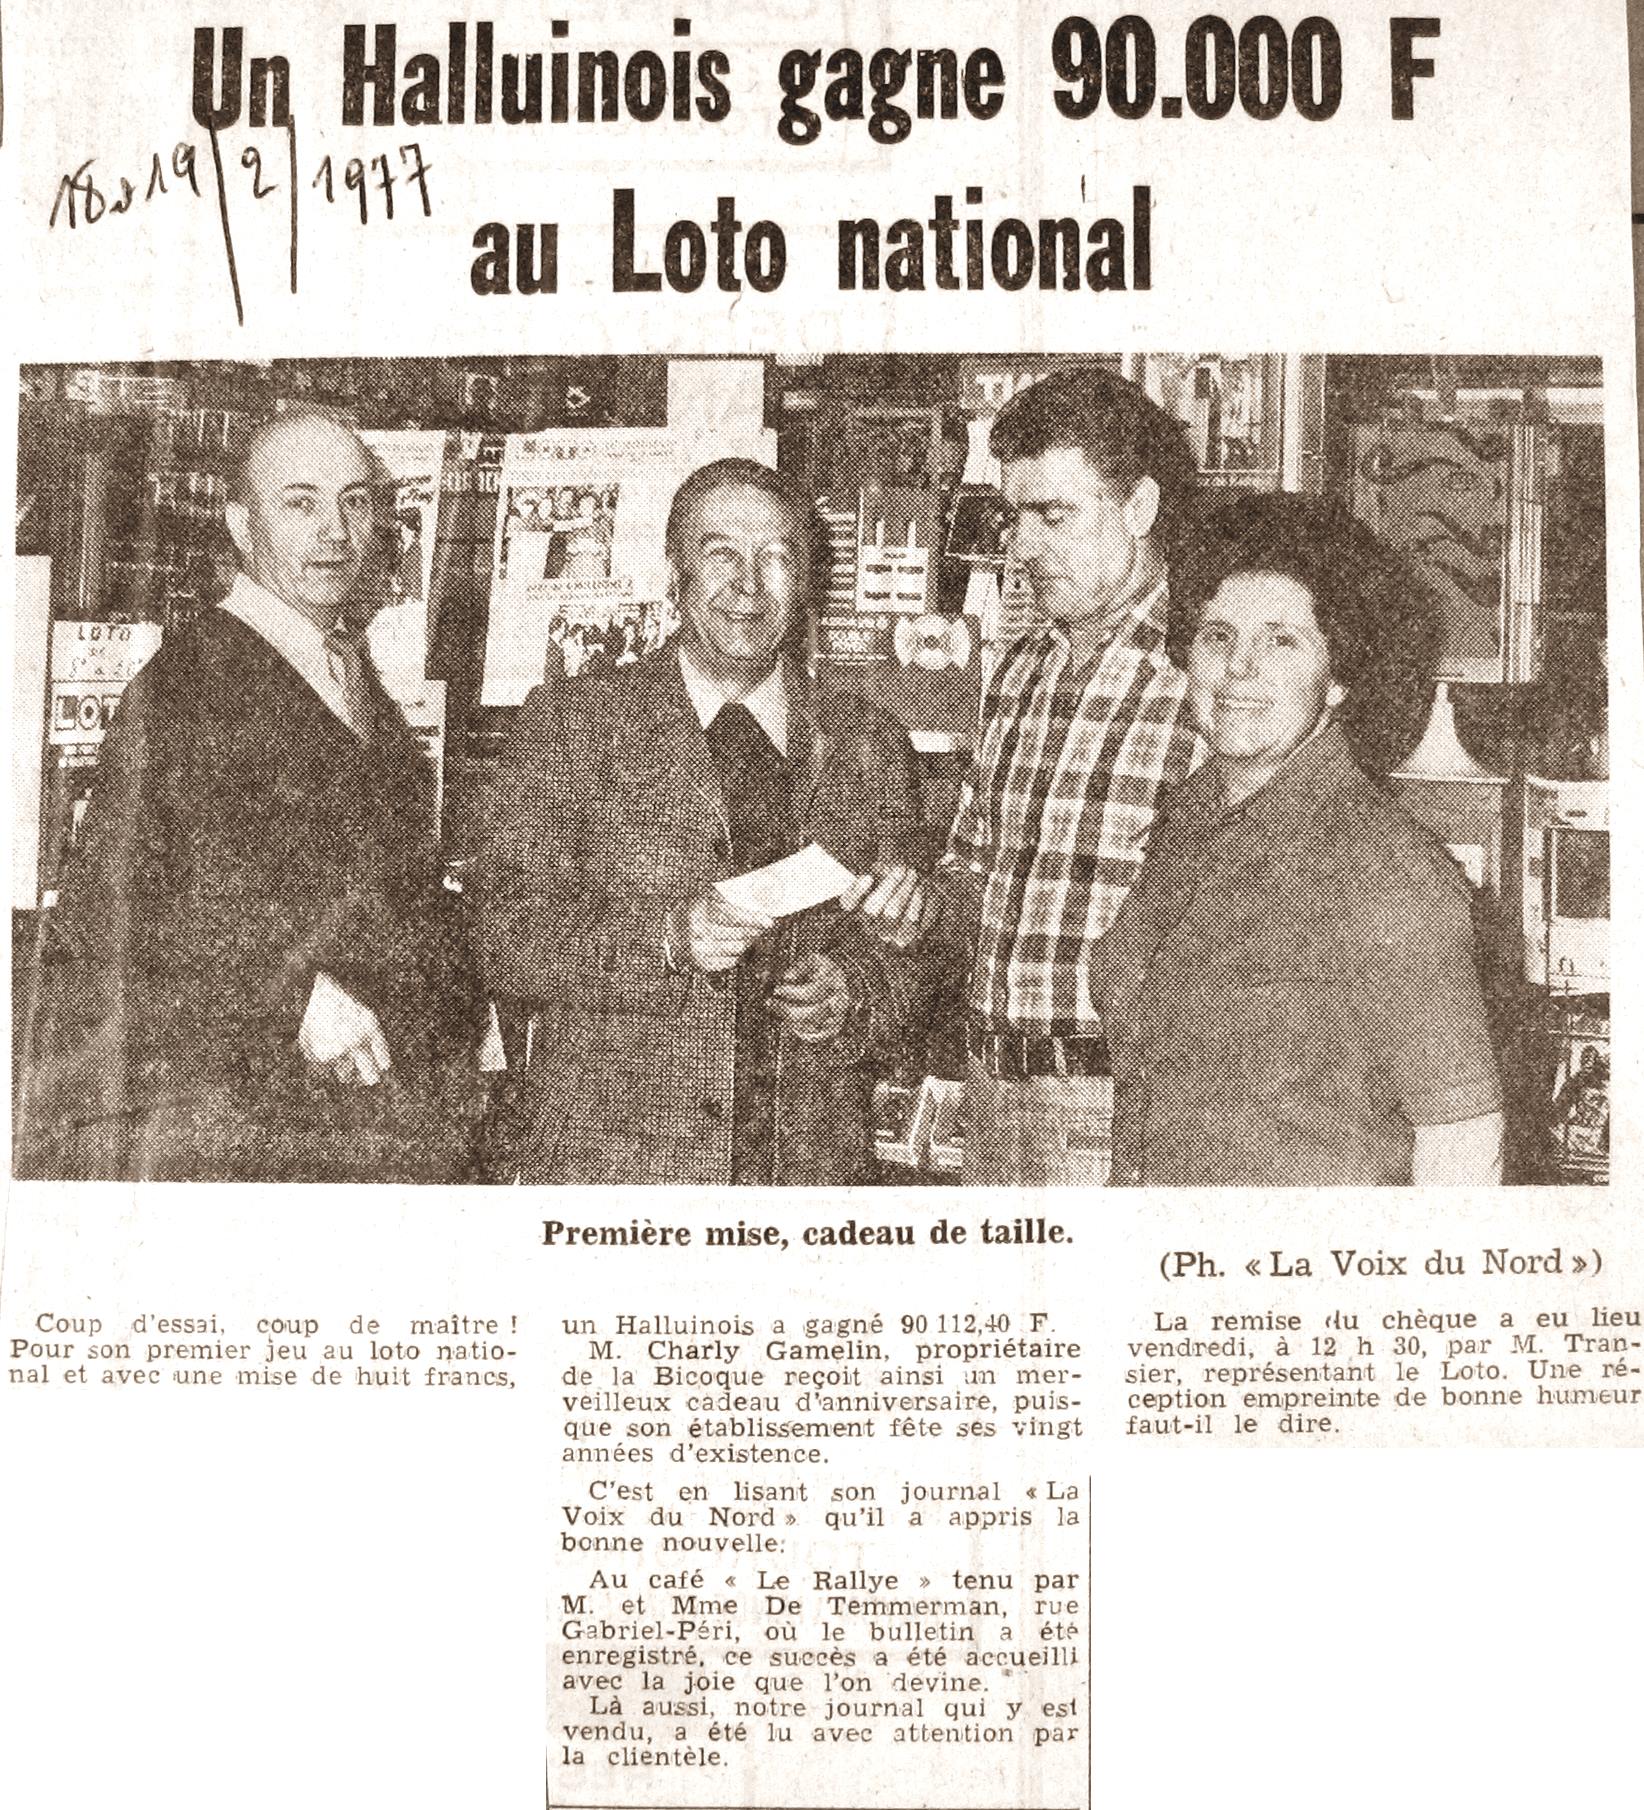 Un Halluinois gagne 90.000 F
18 19/2/1977
au Loto national
LOTO
LOT
Première mise, cadeau de taille.
(Ph. « La Voix du Nord »)
Coup d'essai, coup de maître !
Pour son premier jeu au loto natio-
nal et avec une mise de huit francs,
un Halluinois a gagné 90 112,40 F.
M. Charly Gamelin, propriétaire
de la Bicoque reçoit ainsi un mer-
veilleux cadeau d'anniversaire, puis-
que son établissement fête ses vingt
années d'existence.
C'est en lisant son journal « La
Voix du Nord » qu'il a appris la
bonne nouvelle:
Au café « Le Rallye » tenu par
M. et Mme De Temmerman, rue
Gabriel-Péri, où le bulletin a été
enregistré, ce succès a été accueilli
avec la joie que l'on devine.
Là aussi, notre journal qui y est
vendu, a été lu avec attention par
la clientèle.
La remise du chèque a eu lieu
vendredi, à 12 h 30, par M. Tran-
sier, représentant le Loto. Une ré-
ception empreinte de bonne humeur
faut-il le dire.